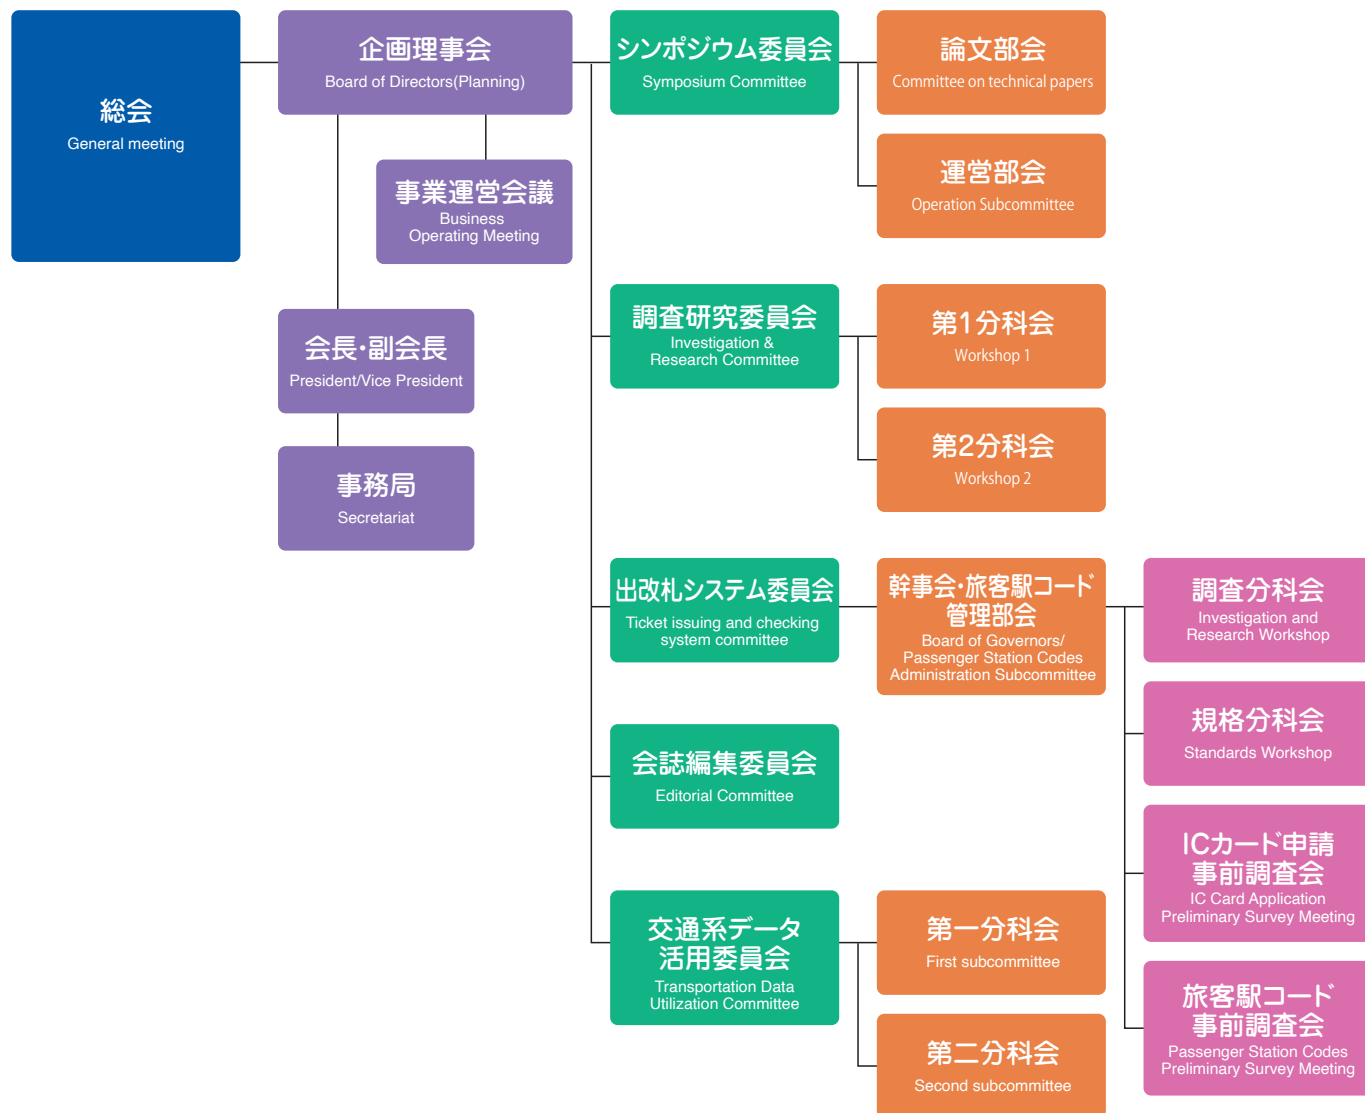 総会
General meeting
企画理事会
Board of Directors(Planning)
事業運営会議
Business
Operating Meeting
会長・副会長
President/Vice President
事務局
Secretariat
シンポジウム委員会
Symposium Committee
論文部会
Committee on technical papers
運営部会
Operation Subcommittee
調査研究委員会
Investigation &
Research Committee
第1分科会
Workshop 1
第2分科会
Workshop 2
出改札システム委員会
Ticket issuing and checking
system committee
幹事会・旅客駅コード
管理部会
Board of Governors/
Passenger Station Codes
Administration Subcommittee
調査分科会
Investigation and
Research Workshop
規格分科会
Standards Workshop
ICカード申請
事前調査会
IC Card Application
Preliminary Survey Meeting
旅客駅コード
事前調査会
Passenger Station Codes
Preliminary Survey Meeting
会誌編集委員会
Editorial Committee
交通系データ
活用委員会
Transportation Data
Utilization Committee
第一分科会
First subcommittee
第二分科会
Second subcommittee